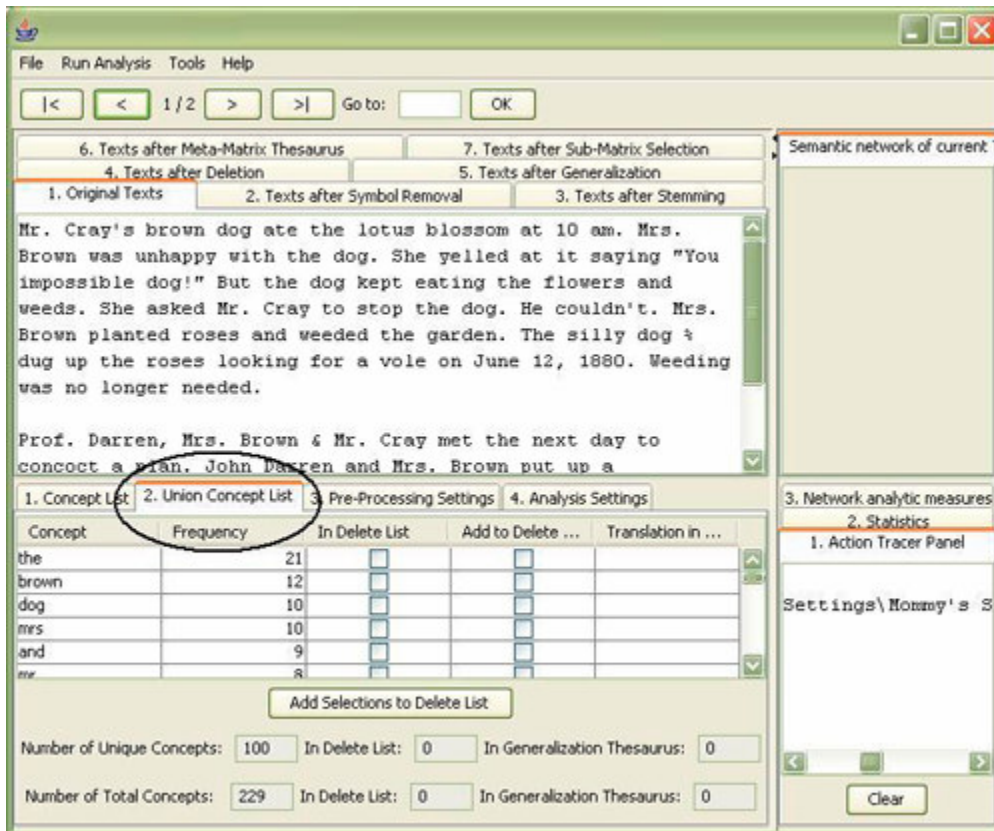 File Run Analysis Tools Help
|< < 1 / 2 > >| Go to: OK
6. Texts after Meta-Matrix Thesaurus 7. Texts after Sub-Matrix Selection
4. Texts after Deletion 5. Texts after Generalization
1. Original Texts 2. Texts after Symbol Removal 3. Texts after Stemming
Mr. Cray's brown dog ate the lotus blossom at 10 am. Mrs.
Brown was unhappy with the dog. She yelled at it saying "You
impossible dog!" But the dog kept eating the flowers and
weeds. She asked Mr. Cray to stop the dog. He couldn't. Mrs.
Brown planted roses and weeded the garden. The silly dog %
dug up the roses looking for a vole on June 12, 1880. Weeding
was no longer needed.
Prof. Darren, Mrs. Brown & Mr. Cray met the next day to
concoct a plan. John Darren and Mrs. Brown put up a
1. Concept List 2. Union Concept List 3. Pre-Processing Settings 4. Analysis Settings
Concept Frequency In Delete List Add to Delete ... Translation in ...
the 21
brown 12
dog 10
mrs 10
and 9
mr 8
Add Selections to Delete List
Number of Unique Concepts: 100 In Delete List: 0 In Generalization Thesaurus: 0
Number of Total Concepts: 229 In Delete List: 0 In Generalization Thesaurus: 0
Semantic network of current
3. Network analytic measures
2. Statistics
1. Action Tracer Panel
Settings\Mommy's S
Clear